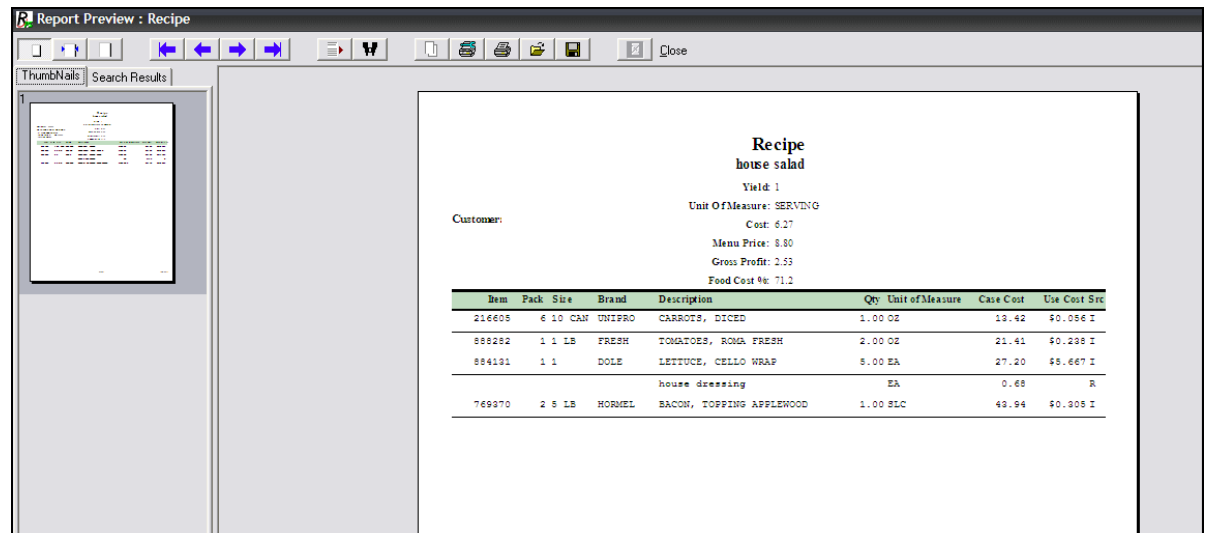 Report Preview : Recipe
Close
ThumbNails Search Results
1
Recipe
house salad
Yield: 1
Unit Of Measure: SERVING
Customer:
Cost: 6.27
Menu Price: 8.80
Gross Profit: 2.53
Food Cost %: 71.2
Item Pack Size Brand Description Qty Unit of Measure Case Cost Use Cost Src
216605 6 10 CAN UNIPRO CARROTS, DICED 1.00 OZ 13.42 $0.056 I
888282 1 1 LB FRESH TOMATOES, ROMA FRESH 2.00 OZ 21.41 $0.238 I
884131 1 1 DOLE LETTUCE, CELLO WRAP 5.00 EA 27.20 $5.667 I
house dressing EA 0.68 R
769370 2 5 LB HORMEL BACON, TOPPING APPLEWOOD 1.00 SLC 43.94 $0.305 I